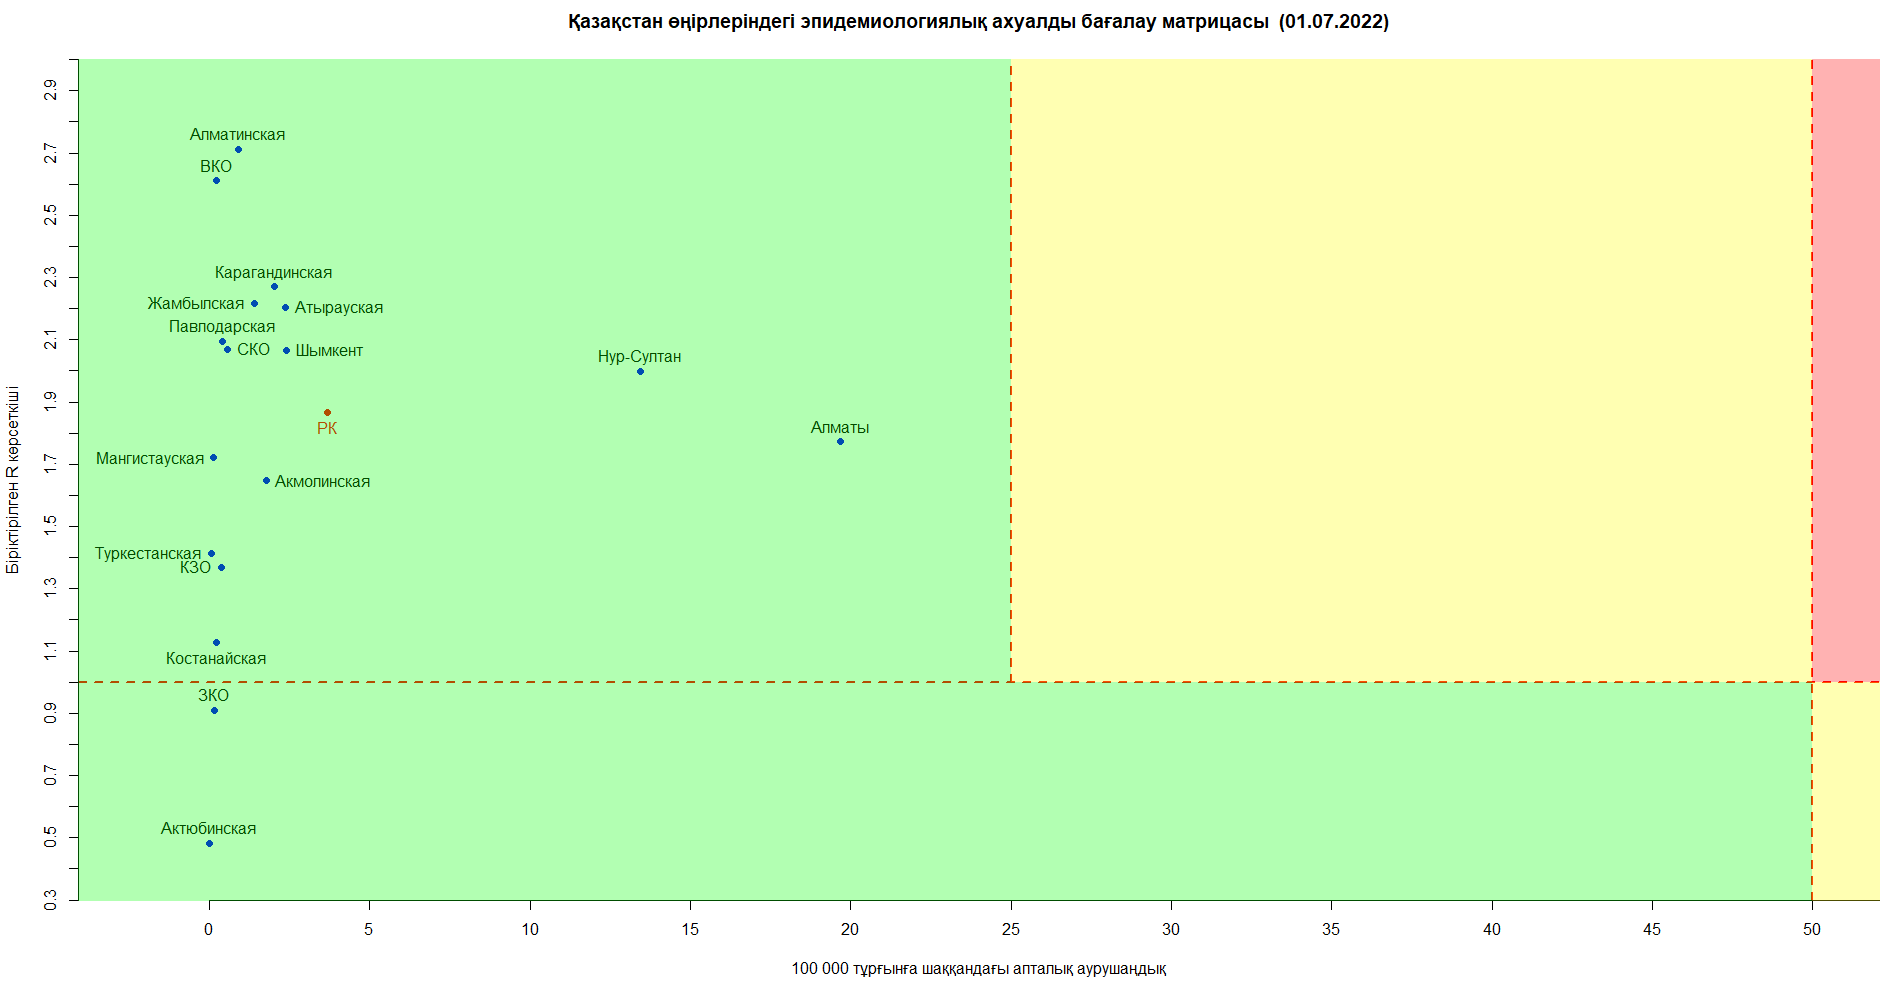 Қазақстан өңірлеріндегі эпидемиологиялық ахуалды бағалау матрицасы (01.07.2022)
2.9
Алматинская
2.7
ВКО
2.5
Карагандинская
2.3
Жамбылская
Атырауская
Павлодарская
2.1
СКО
Шымкент
Нур-Султан
1.9
РК
Алматы
Мангистауская
1.7
Акмолинская
1.5
Туркестанская
КЗО
1.3
1.1
Костанайская
ЗКО
0.9
0.7
Актюбинская
0.5
0.3
Біріктірілген R көрсеткіші
0 5 10 15 20 25 30 35 40 45 50
100 000 тұрғынға шаққандағы апталық аурушаңдық